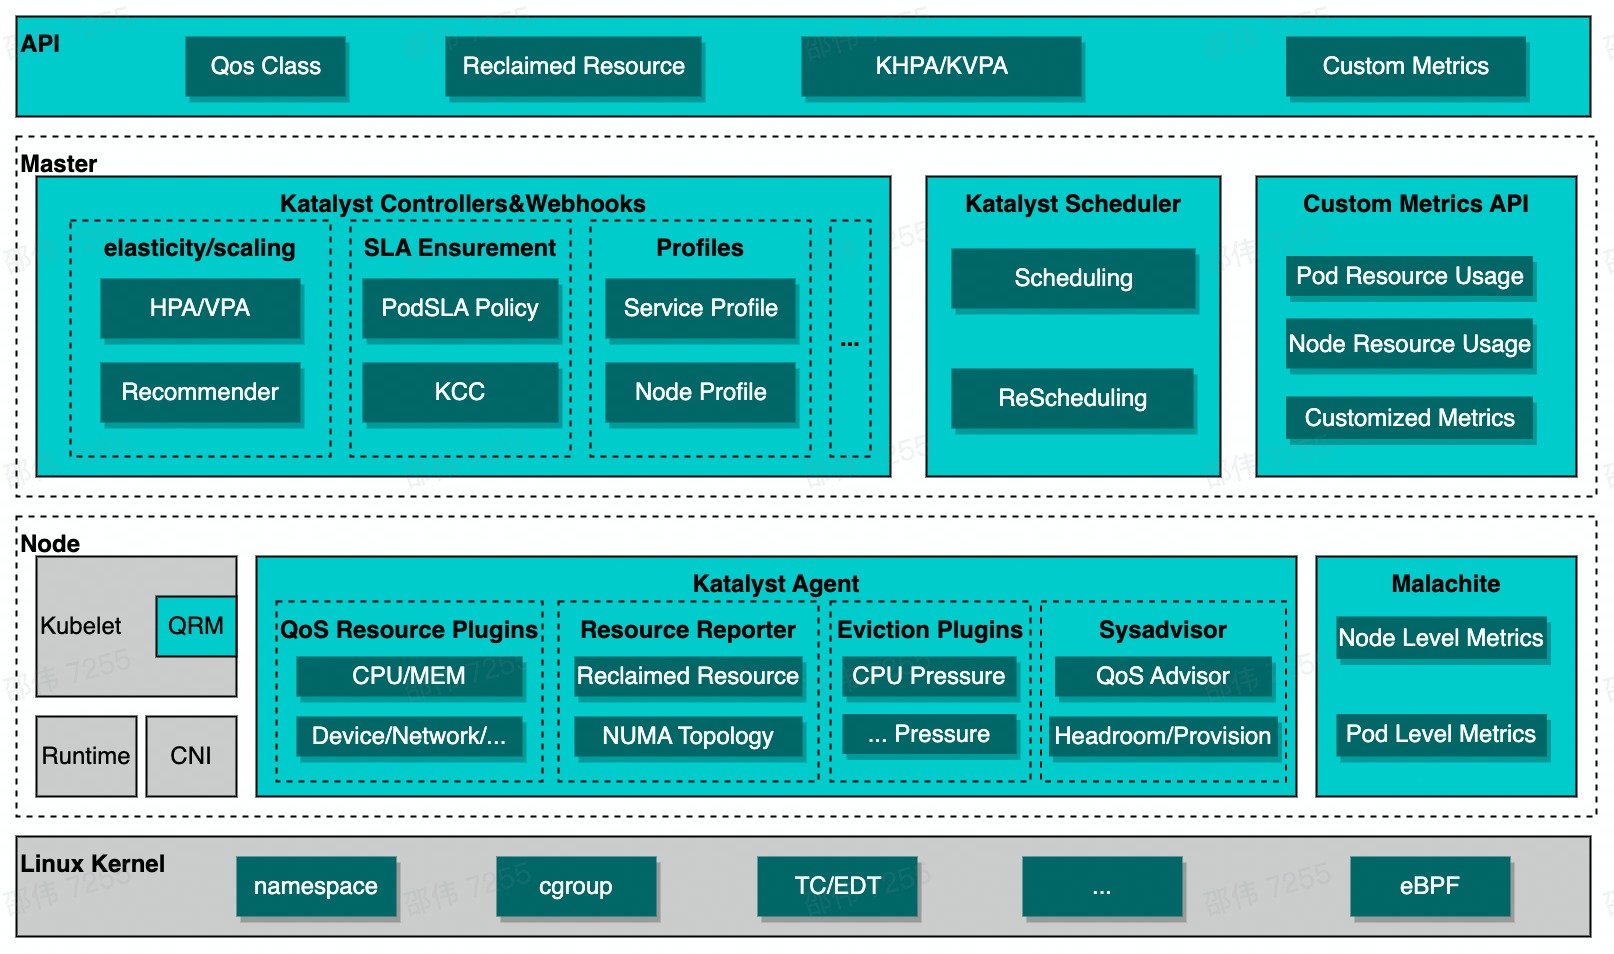 API
Qos Class
Reclaimed Resource
KHPA/KVPA
Custom Metrics
Master
Katalyst Controllers&Webhooks
elasticity/scaling
HPA/VPA
Recommender
SLA Ensurement
PodSLA Policy
KCC
Profiles
Service Profile
Node Profile
...
Katalyst Scheduler
Scheduling
ReScheduling
Custom Metrics API
Pod Resource Usage
Node Resource Usage
Customized Metrics
Node
Kubelet
QRM
Runtime
CNI
Katalyst Agent
QoS Resource Plugins
CPU/MEM
Device/Network/...
Resource Reporter
Reclaimed Resource
NUMA Topology
Eviction Plugins
CPU Pressure
... Pressure
Sysadvisor
QoS Advisor
Headroom/Provision
Malachite
Node Level Metrics
Pod Level Metrics
Linux Kernel
namespace
cgroup
TC/EDT
...
eBPF
邵伟 7255